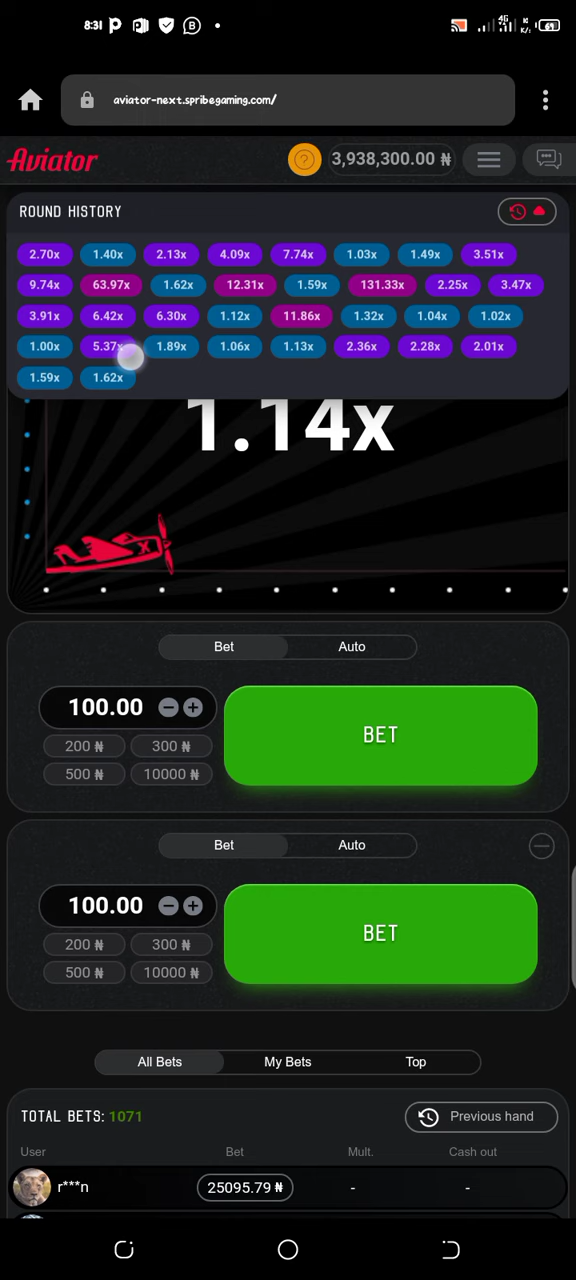 8:31
4G
K/s
69
aviator-next.spribegaming.com/
Aviator
3,938,300.00 ₦
ROUND HISTORY
2.70x 1.40x 2.13x 4.09x 7.74x 1.03x 1.49x 3.51x
9.74x 63.97x 1.62x 12.31x 1.59x 131.33x 2.25x 3.47x
3.91x 6.42x 6.30x 1.12x 11.86x 1.32x 1.04x 1.02x
1.00x 5.37x 1.89x 1.06x 1.13x 2.36x 2.28x 2.01x
1.59x 1.62x
1.14x
Bet Auto
100.00
BET
200 ₦ 300 ₦
500 ₦ 10000 ₦
Bet Auto
100.00
BET
200 ₦ 300 ₦
500 ₦ 10000 ₦
All Bets My Bets Top
TOTAL BETS: 1071 Previous hand
User Bet Mult. Cash out
r***n 25095.79 ₦ - -